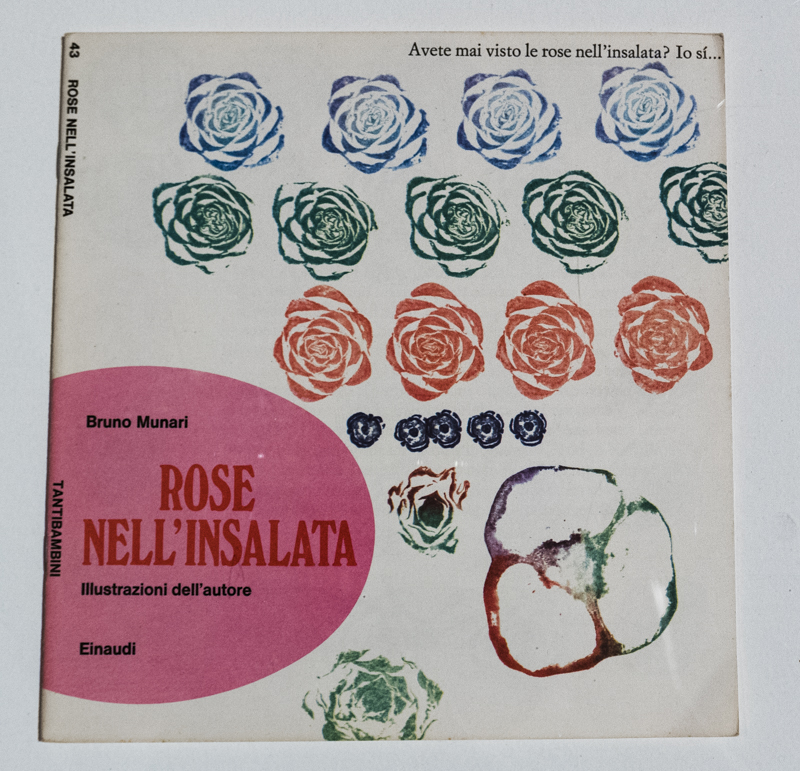 43 ROSE NELL'INSALATA
Avete mai visto le rose nell'insalata? Io sí...
Bruno Munari
ROSE
NELL'INSALATA
Illustrazioni dell'autore
Einaudi
TANTIBAMBINI